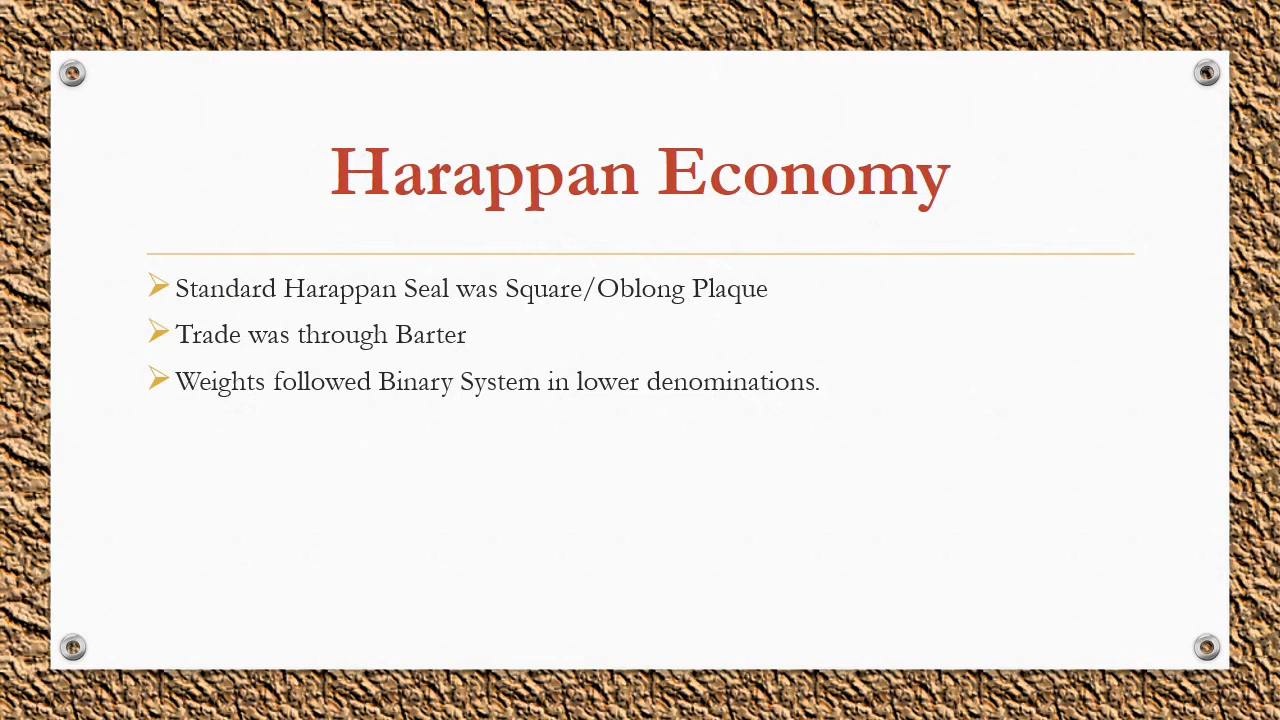 Harappan Economy
Standard Harappan Seal was Square/Oblong Plaque
Trade was through Barter
Weights followed Binary System in lower denominations.